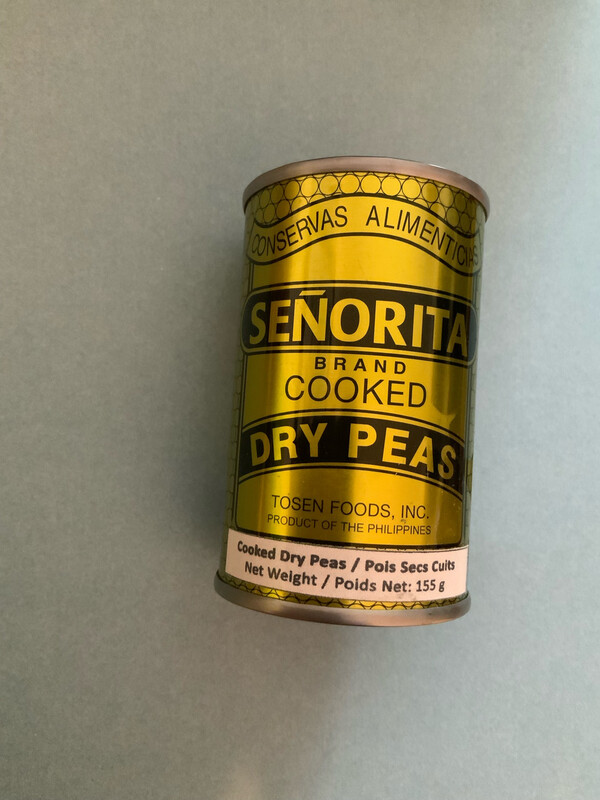 CONSERVAS ALIMENTICIAS
SEÑORITA
BRAND
COOKED
DRY PEAS
TOSEN FOODS, INC.
PRODUCT OF THE PHILIPPINES
Cooked Dry Peas / Pois Secs Cuits
Net Weight / Poids Net: 155 g